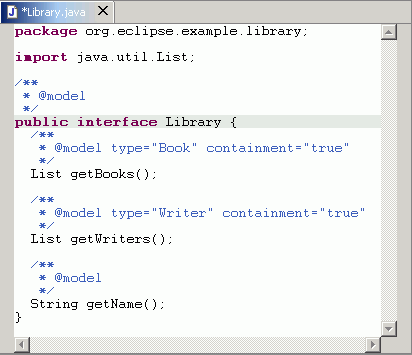 *Library.java
package org.eclipse.example.library;
import java.util.List;
/**
 * @model
 */
public interface Library {
  /**
   * @model type="Book" containment="true"
   */
  List getBooks();
  /**
   * @model type="Writer" containment="true"
   */
  List getWriters();
  /**
   * @model
   */
  String getName();
}